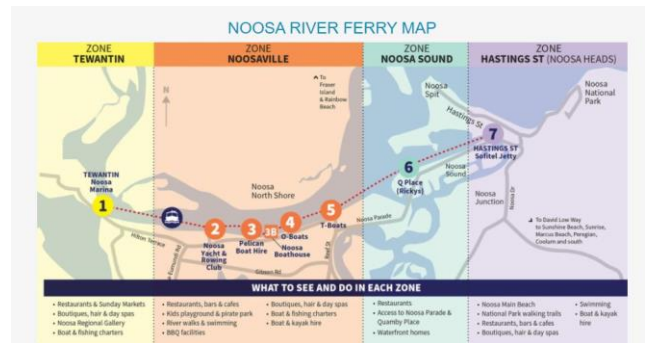 NOOSA RIVER FERRY MAP
ZONE
TEWANTIN
ZONE
NOOSAVILLE
ZONE
NOOSA SOUND
ZONE
HASTINGS ST (NOOSA HEADS)
To
Fraser
Island
& Rainbow
Beach
N
Noosa
Spit
Hastings St
Noosa
National
Park
7
HASTINGS ST
Sofitel Jetty
6
Q Place
(Rickys)
Noosa
Sound
TEWANTIN
Noosa
Marina
1
Noosa
North Shore
Noosa
Junction
Noosa Dr
5
T-Boats
Noosa Parade
2
Noosa
Yacht &
Rowing
Club
3
Pelican
Boat Hire
3B
Noosa
Boathouse
4
O-Boats
Hilton Terrace
Gibson Rd
To David Low Way
to Sunshine Beach, Sunrise,
Marcus Beach, Peregian,
Coolum and south
WHAT TO SEE AND DO IN EACH ZONE
• Restaurants & Sunday Markets
• Boutiques, hair & day spas
• Noosa Regional Gallery
• Boat & fishing charters
• Restaurants, bars & cafes
• Kids playground & pirate park
• River walks & swimming
• BBQ facilities
• Boutiques, hair & day spas
• Boat & fishing charters
• Boat & kayak hire
• Restaurants
• Access to Noosa Parade &
Quamby Place
• Waterfront homes
• Noosa Main Beach
• National Park walking trails
• Restaurants, bars & cafes
• Boutiques, hair & day spas
• Swimming
• Boat & kayak
hire